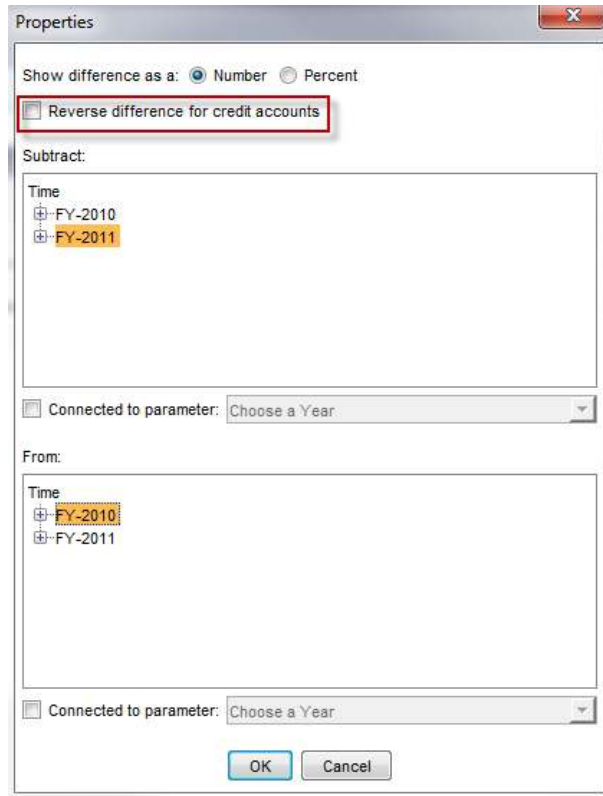 Properties
Show difference as a: Number Percent
Reverse difference for credit accounts
Subtract:
Time
FY-2010
FY-2011
Connected to parameter: Choose a Year
From:
Time
FY-2010
FY-2011
Connected to parameter: Choose a Year
OK Cancel